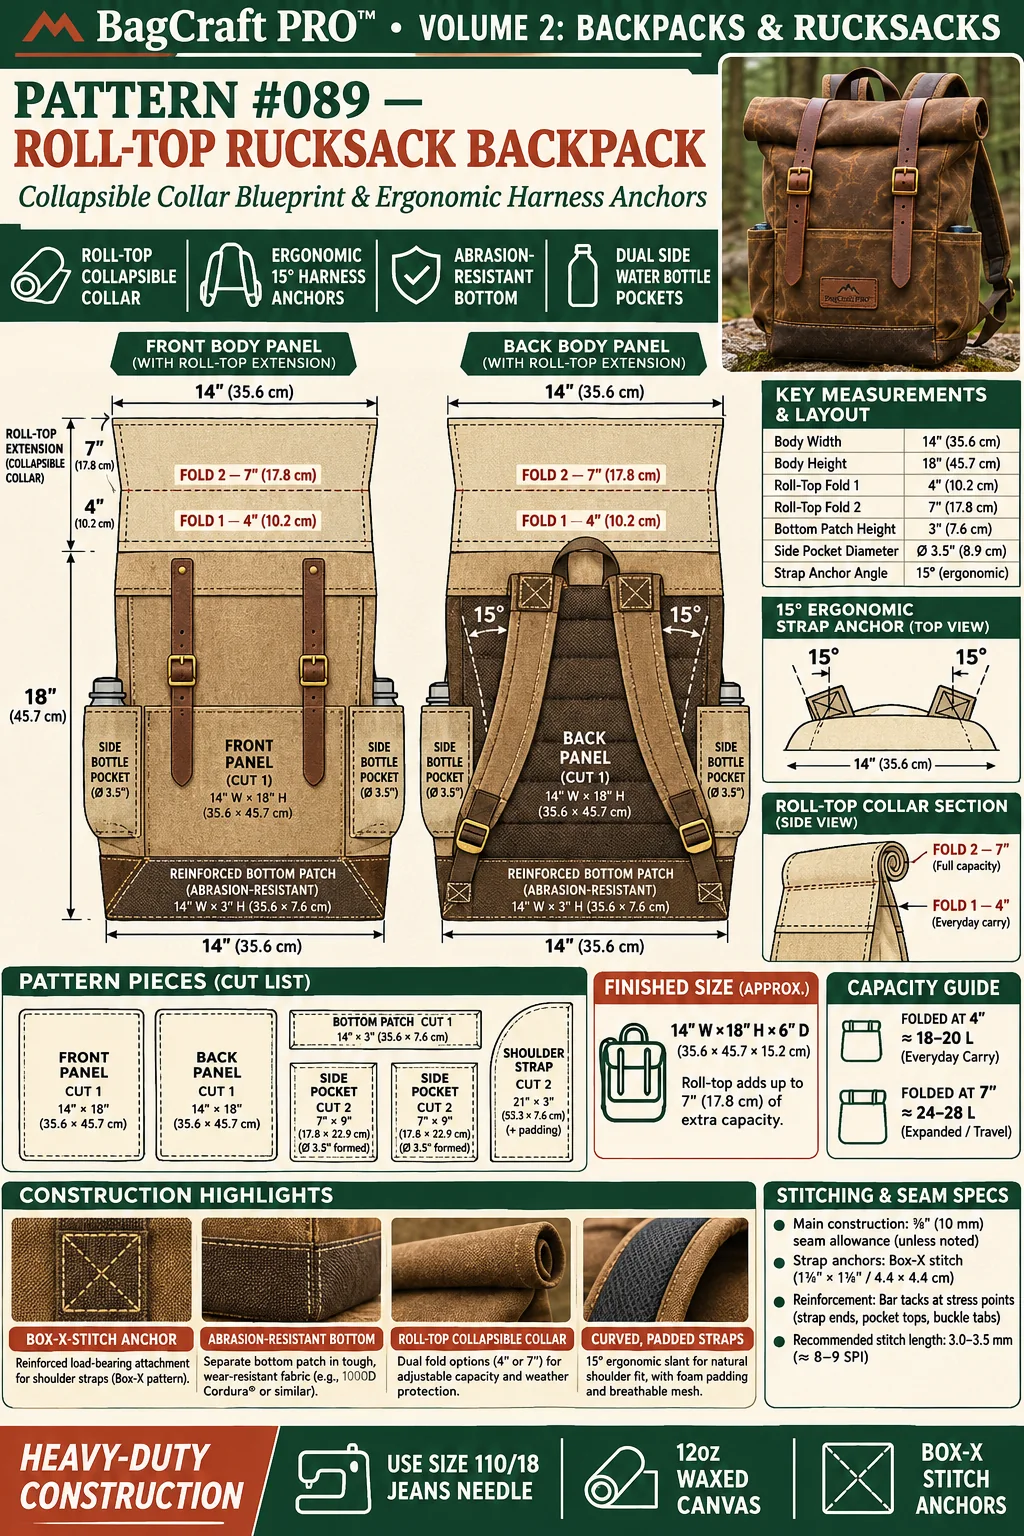 BagCraft PRO™ • VOLUME 2: BACKPACKS & RUCKSACKS
PATTERN #089 —
ROLL-TOP RUCKSACK BACKPACK
Collapsible Collar Blueprint & Ergonomic Harness Anchors
ROLL-TOP
COLLAPSIBLE
COLLAR
ERGONOMIC
15° HARNESS
ANCHORS
ABRASION-
RESISTANT
BOTTOM
DUAL SIDE
WATER BOTTLE
POCKETS
BagCraft PRO™
FRONT BODY PANEL
(WITH ROLL-TOP EXTENSION)
14" (35.6 cm)
ROLL-TOP
EXTENSION
(COLLAPSIBLE
COLLAR)
7"
(17.8 cm)
4"
(10.2 cm)
FOLD 2 — 7" (17.8 cm)
FOLD 1 — 4" (10.2 cm)
18"
(45.7 cm)
SIDE
BOTTLE
POCKET
(Ø 3.5")
FRONT
PANEL
(CUT 1)
14" W × 18" H
(35.6 × 45.7 cm)
SIDE
BOTTLE
POCKET
(Ø 3.5")
REINFORCED BOTTOM PATCH
(ABRASION-RESISTANT)
14" W × 3" H (35.6 × 7.6 cm)
14" (35.6 cm)
BACK BODY PANEL
(WITH ROLL-TOP EXTENSION)
14" (35.6 cm)
FOLD 2 — 7" (17.8 cm)
FOLD 1 — 4" (10.2 cm)
15°
15°
SIDE
BOTTLE
POCKET
(Ø 3.5")
BACK
PANEL
(CUT 1)
14" W × 18" H
(35.6 × 45.7 cm)
SIDE
BOTTLE
POCKET
(Ø 3.5")
REINFORCED BOTTOM PATCH
(ABRASION-RESISTANT)
14" W × 3" H (35.6 × 7.6 cm)
14" (35.6 cm)
KEY MEASUREMENTS
& LAYOUT
Body Width 14" (35.6 cm)
Body Height 18" (45.7 cm)
Roll-Top Fold 1 4" (10.2 cm)
Roll-Top Fold 2 7" (17.8 cm)
Bottom Patch Height 3" (7.6 cm)
Side Pocket Diameter Ø 3.5" (8.9 cm)
Strap Anchor Angle 15° (ergonomic)
15° ERGONOMIC
STRAP ANCHOR (TOP VIEW)
15° 15°
14" (35.6 cm)
ROLL-TOP COLLAR SECTION
(SIDE VIEW)
FOLD 2 — 7"
(Full capacity)
FOLD 1 — 4"
(Everyday carry)
PATTERN PIECES (CUT LIST)
FRONT
PANEL
CUT 1
14" × 18"
(35.6 × 45.7 cm)
BACK
PANEL
CUT 1
14" × 18"
(35.6 × 45.7 cm)
BOTTOM PATCH CUT 1
14" × 3" (35.6 × 7.6 cm)
SIDE
POCKET
CUT 2
7" × 9"
(17.8 × 22.9 cm)
(Ø 3.5" formed)
SIDE
POCKET
CUT 2
7" × 9"
(17.8 × 22.9 cm)
(Ø 3.5" formed)
SHOULDER
STRAP
CUT 2
21" × 3"
(53.3 × 7.6 cm)
(+ padding)
FINISHED SIZE (APPROX.)
14" W × 18" H × 6" D
(35.6 × 45.7 × 15.2 cm)
Roll-top adds up to
7" (17.8 cm) of
extra capacity.
CAPACITY GUIDE
FOLDED AT 4"
≈ 18–20 L
(Everyday Carry)
FOLDED AT 7"
≈ 24–28 L
(Expanded / Travel)
CONSTRUCTION HIGHLIGHTS
BOX-X-STITCH ANCHOR
Reinforced load-bearing attachment
for shoulder straps (Box-X pattern).
ABRASION-RESISTANT BOTTOM
Separate bottom patch in tough,
wear-resistant fabric (e.g., 1000D
Cordura® or similar).
ROLL-TOP COLLAPSIBLE COLLAR
Dual fold options (4" or 7") for
adjustable capacity and weather
protection.
CURVED, PADDED STRAPS
15° ergonomic slant for natural
shoulder fit, with foam padding
and breathable mesh.
STITCHING & SEAM SPECS
Main construction: ⅜" (10 mm)
seam allowance (unless noted)
Strap anchors: Box-X stitch
/ 4.4 × 4.4 cm)
Reinforcement: Bar tacks at stress points
(strap ends, pocket tops, buckle tabs)
Recommended stitch length: 3.0–3.5 mm
(≈ 8–9 SPI)
HEAVY-DUTY
CONSTRUCTION
USE SIZE 110/18
JEANS NEEDLE
12oz
WAXED
CANVAS
BOX-X
STITCH
ANCHORS